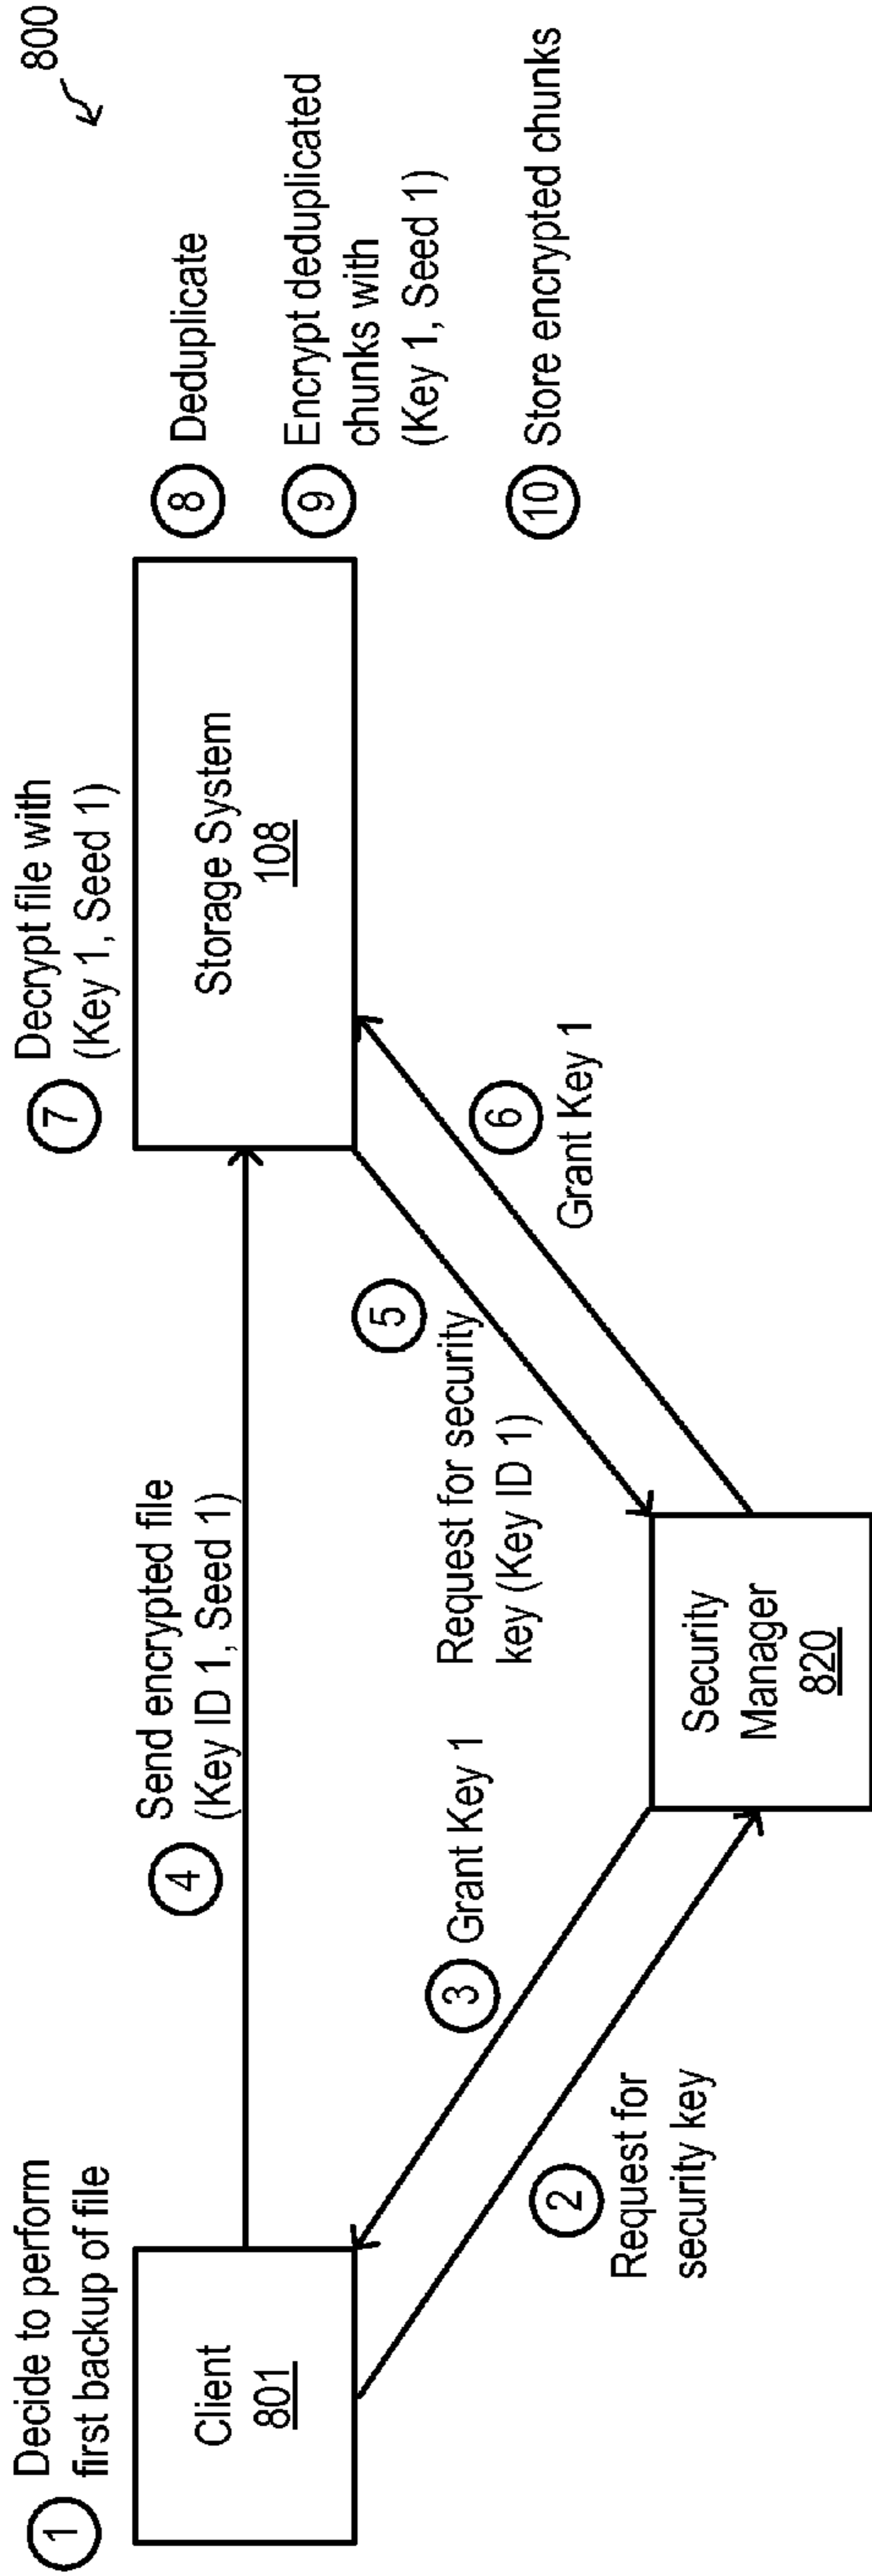 800
1 Decide to perform
first backup of file
Client
801
2
Request for
security key
3 Grant Key 1
4 Send encrypted file
(Key ID 1, Seed 1)
5
Request for security
key (Key ID 1)
Security
Manager
820
6
Grant Key 1
7 Decrypt file with
(Key 1, Seed 1)
Storage System
108
8 Deduplicate
9 Encrypt deduplicated
chunks with
(Key 1, Seed 1)
10 Store encrypted chunks